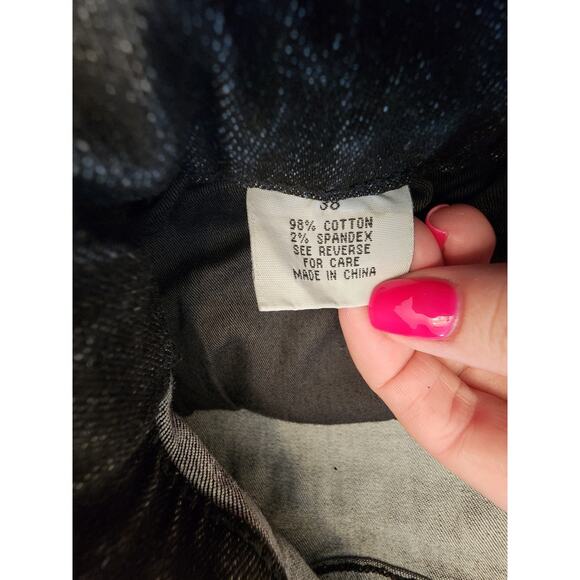 38
98% COTTON
2% SPANDEX
SEE REVERSE
FOR CARE
MADE IN CHINA